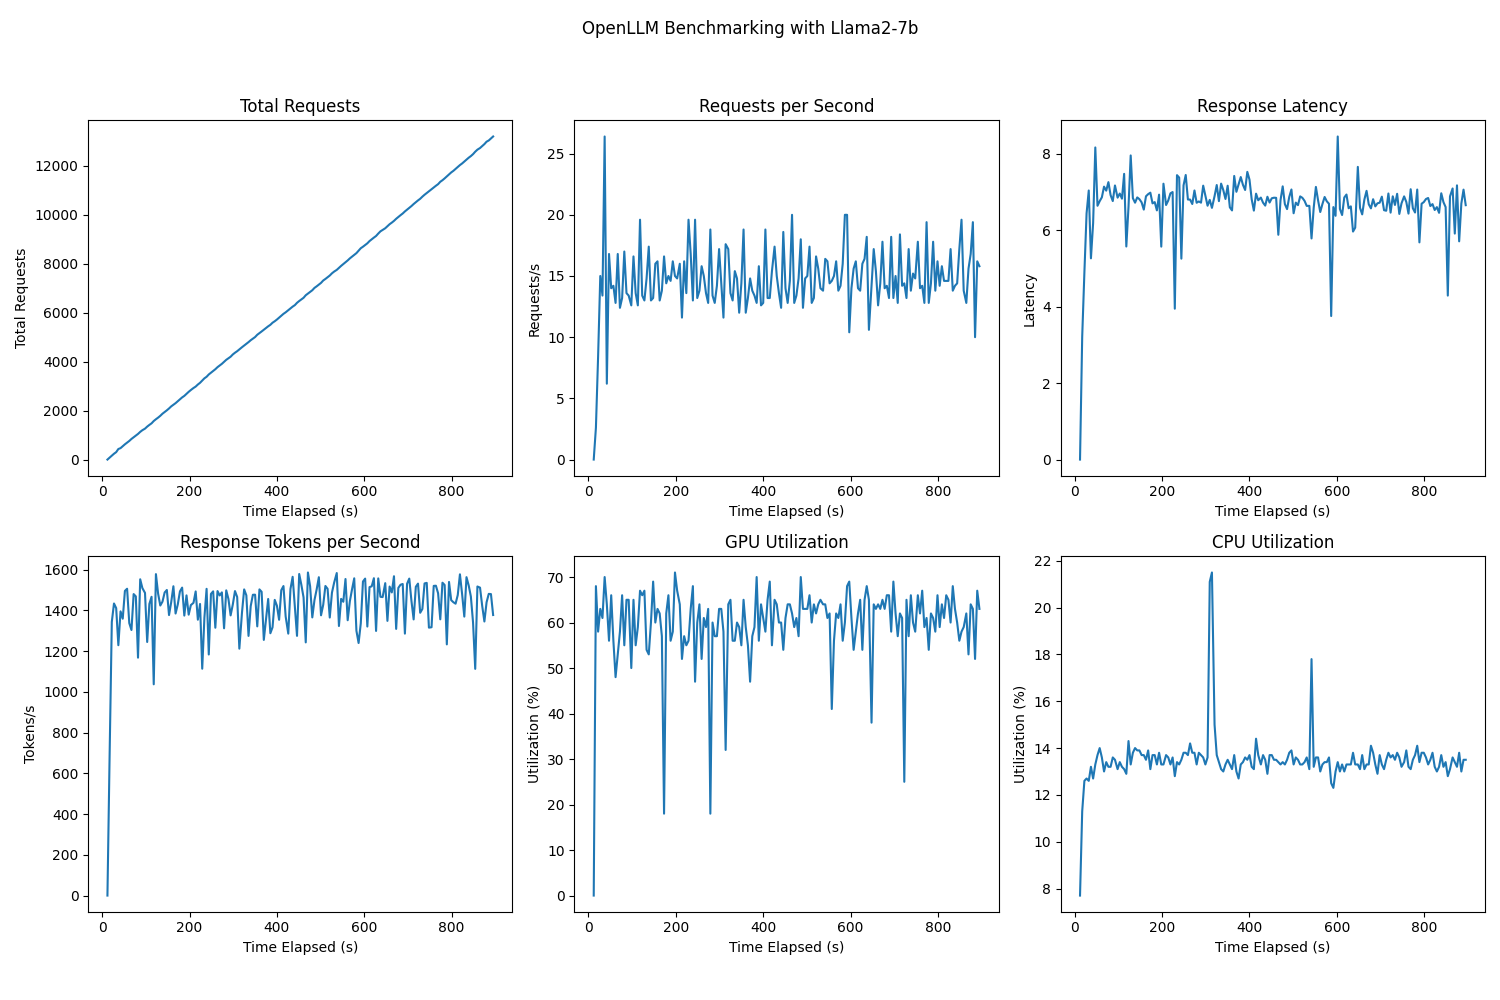 OpenLLM Benchmarking with Llama2-7b
Total Requests
Total Requests
12000
10000
8000
6000
4000
2000
0
0 200 400 600 800
Time Elapsed (s)
Requests per Second
Requests/s
25
20
15
10
5
0
0 200 400 600 800
Time Elapsed (s)
Response Latency
Latency
8
6
4
2
0
0 200 400 600 800
Time Elapsed (s)
Response Tokens per Second
Tokens/s
1600
1400
1200
1000
800
600
400
200
0
0 200 400 600 800
Time Elapsed (s)
GPU Utilization
Utilization (%)
70
60
50
40
30
20
10
0
0 200 400 600 800
Time Elapsed (s)
CPU Utilization
Utilization (%)
22
20
18
16
14
12
10
8
0 200 400 600 800
Time Elapsed (s)